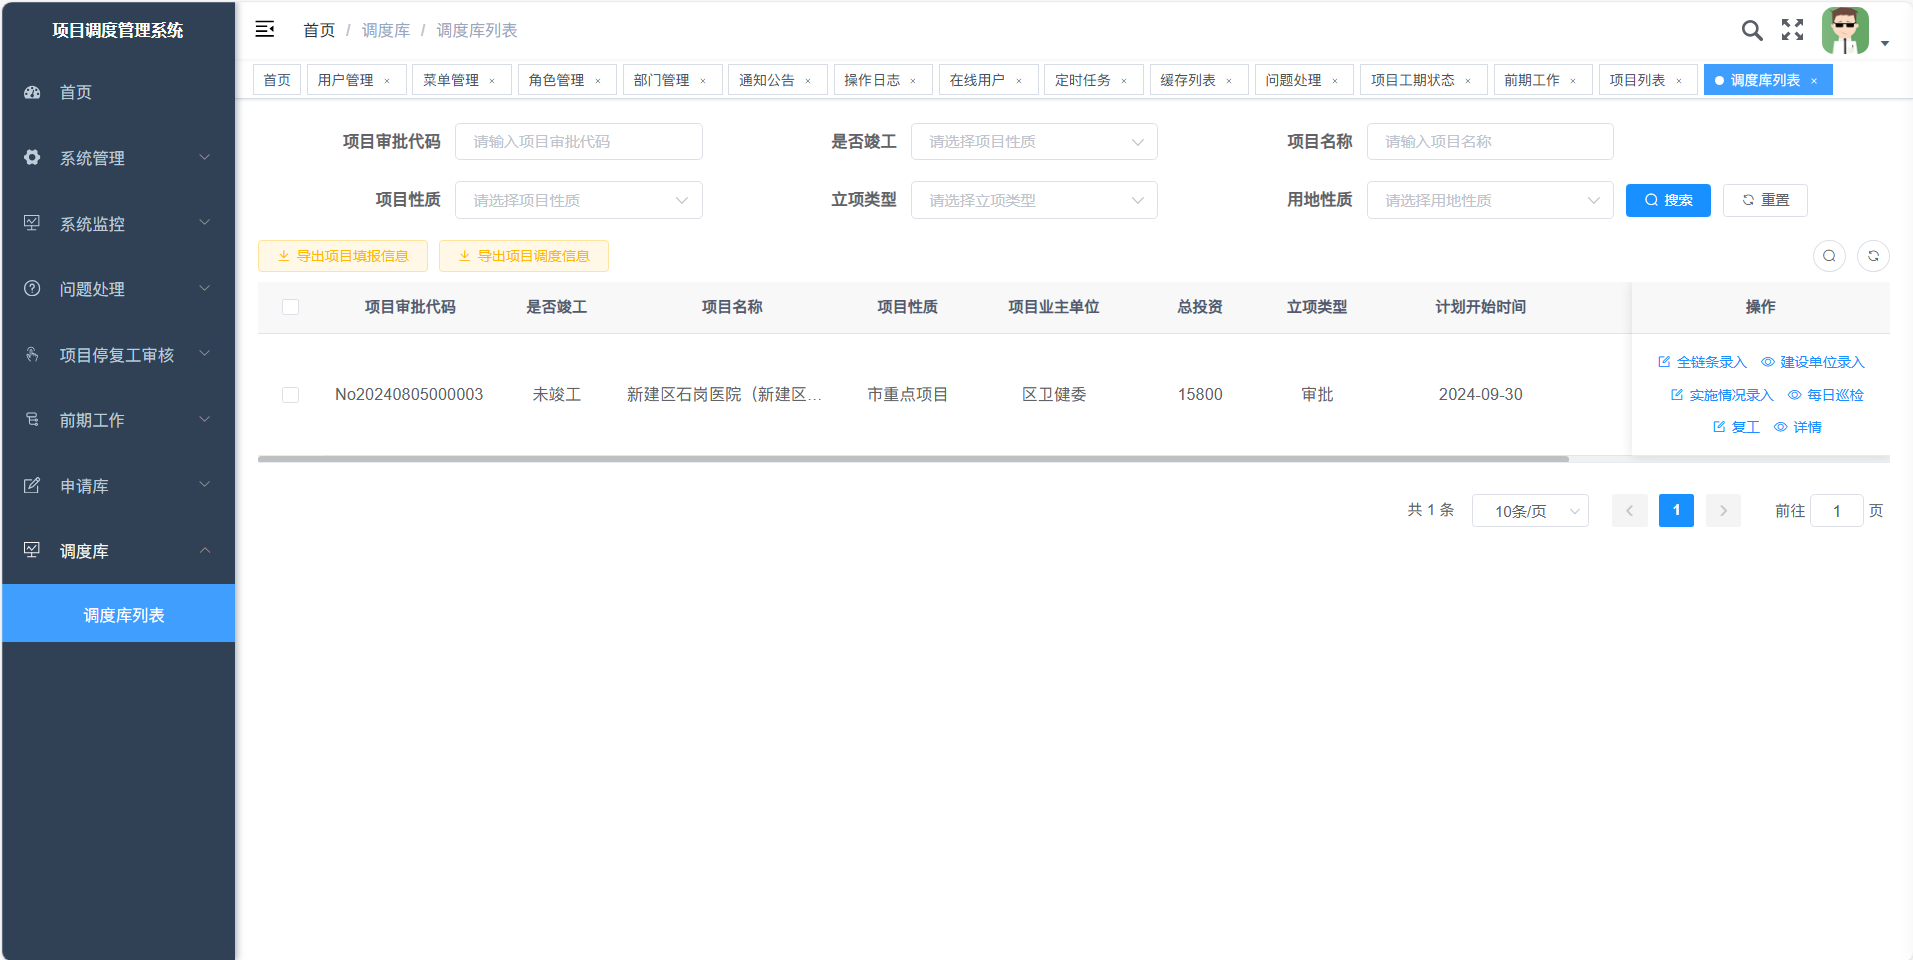 项目调度管理系统
首页 / 调度库 / 调度库列表
首页
系统管理
系统监控
问题处理
项目停复工审核
前期工作
申请库
调度库
调度库列表
首页 用户管理 × 菜单管理 × 角色管理 × 部门管理 × 通知公告 × 操作日志 × 在线用户 × 定时任务 × 缓存列表 × 问题处理 × 项目工期状态 × 前期工作 × 项目列表 × 调度库列表 ×
项目审批代码 请输入项目审批代码 是否竣工 请选择项目性质 项目名称 请输入项目名称
项目性质 请选择项目性质 立项类型 请选择立项类型 用地性质 请选择用地性质 搜索 重置
导出项目填报信息 导出项目调度信息
项目审批代码 是否竣工 项目名称 项目性质 项目业主单位 总投资 立项类型 计划开始时间 操作
No20240805000003 未竣工 新建区石岗医院（新建区... 市重点项目 区卫健委 15800 审批 2024-09-30
全链条录入 建设单位录入
实施情况录入 每日巡检
复工 详情
共 1 条 10条/页 1 前往 1 页